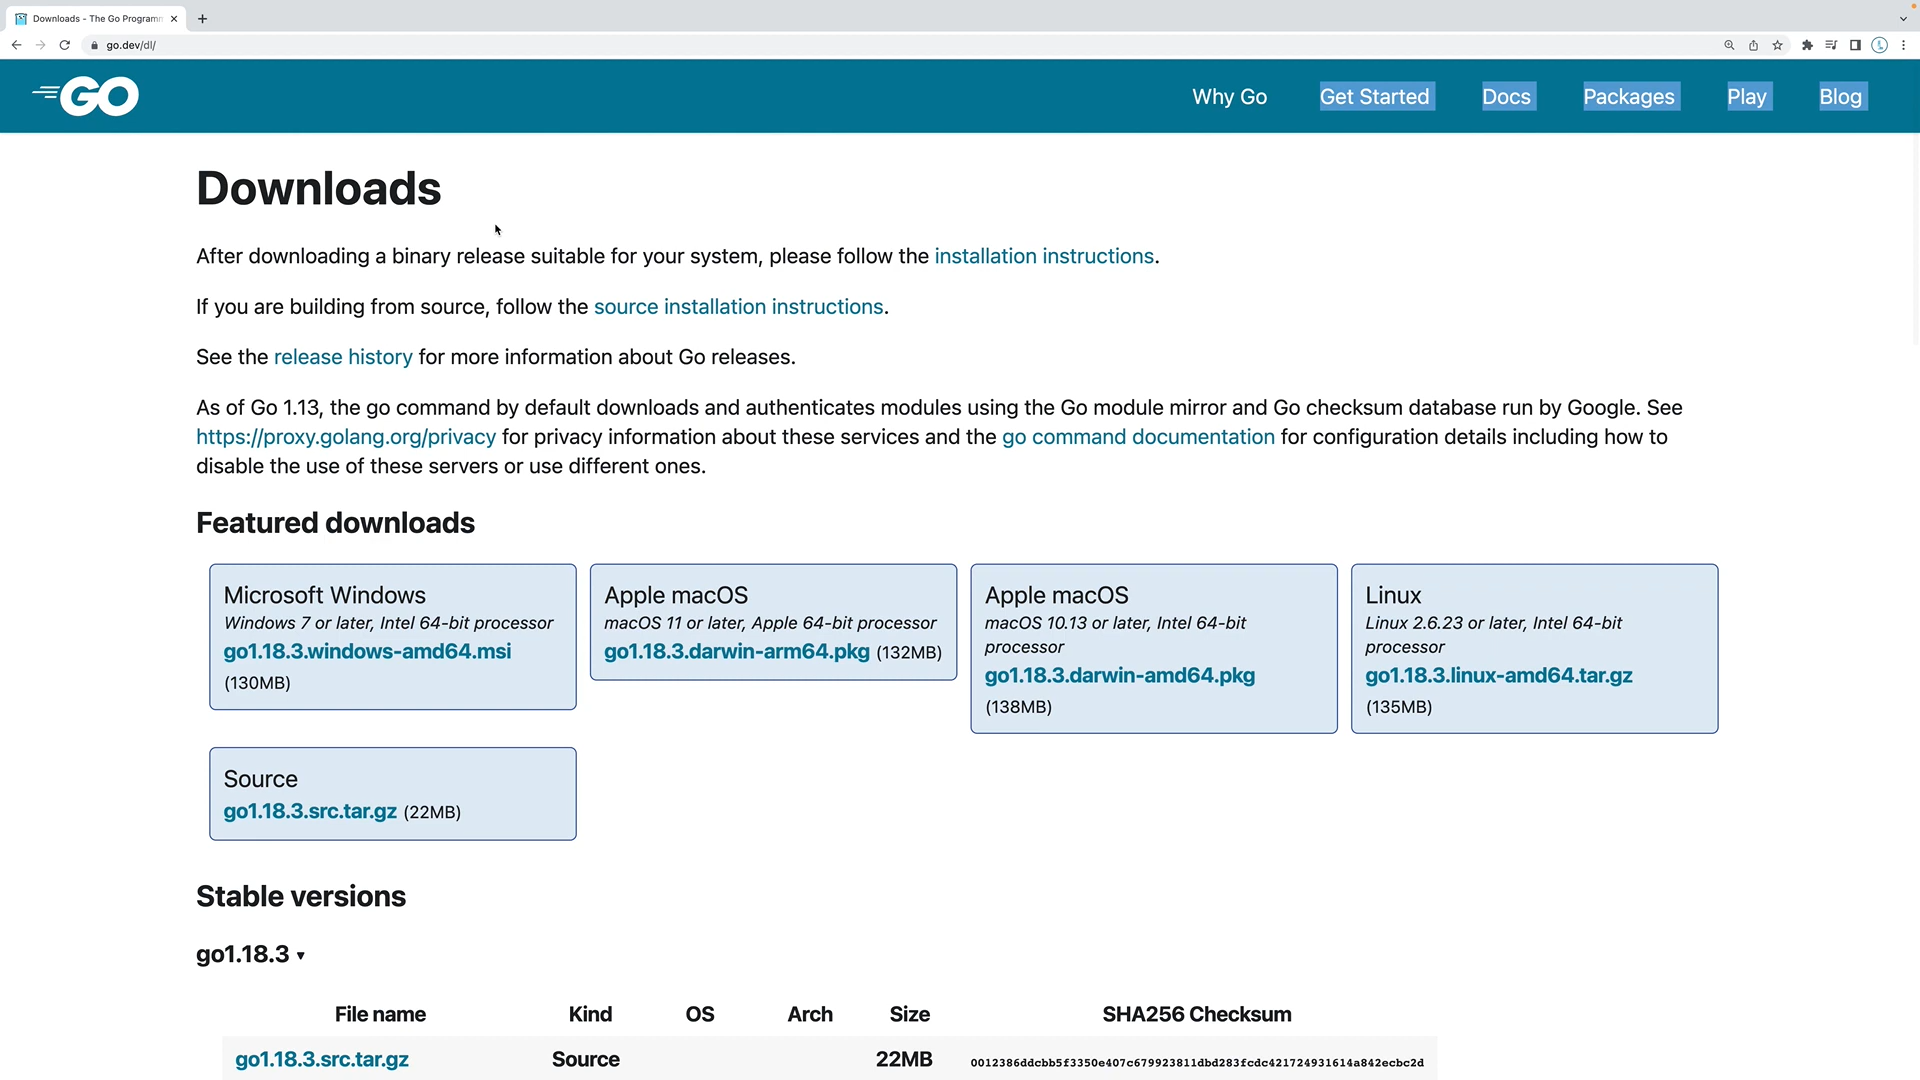 Downloads - The Go Programm
go.dev/dl/
GO
Why Go
Get Started
Docs
Packages
Play
Blog
Downloads
After downloading a binary release suitable for your system, please follow the installation instructions.
If you are building from source, follow the source installation instructions.
See the release history for more information about Go releases.
As of Go 1.13, the go command by default downloads and authenticates modules using the Go module mirror and Go checksum database run by Google. See
https://proxy.golang.org/privacy for privacy information about these services and the go command documentation for configuration details including how to
disable the use of these servers or use different ones.
Featured downloads
Microsoft Windows
Windows 7 or later, Intel 64-bit processor
go1.18.3.windows-amd64.msi
(130MB)
Apple macOS
macOS 11 or later, Apple 64-bit processor
go1.18.3.darwin-arm64.pkg (132MB)
Apple macOS
macOS 10.13 or later, Intel 64-bit
processor
go1.18.3.darwin-amd64.pkg
(138MB)
Linux
Linux 2.6.23 or later, Intel 64-bit
processor
go1.18.3.linux-amd64.tar.gz
(135MB)
Source
go1.18.3.src.tar.gz (22MB)
Stable versions
go1.18.3 ▾
File name Kind OS Arch Size SHA256 Checksum
go1.18.3.src.tar.gz Source 22MB 0012386ddcbb5f3350e407c679923811dbd283fcdc421724931614a842ecbc2d